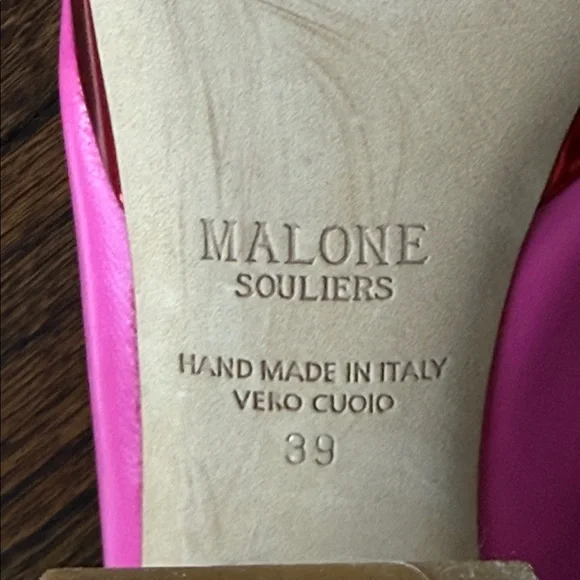 MALONE
SOULIERS
HAND MADE IN ITALY
VERO CUOIO
39